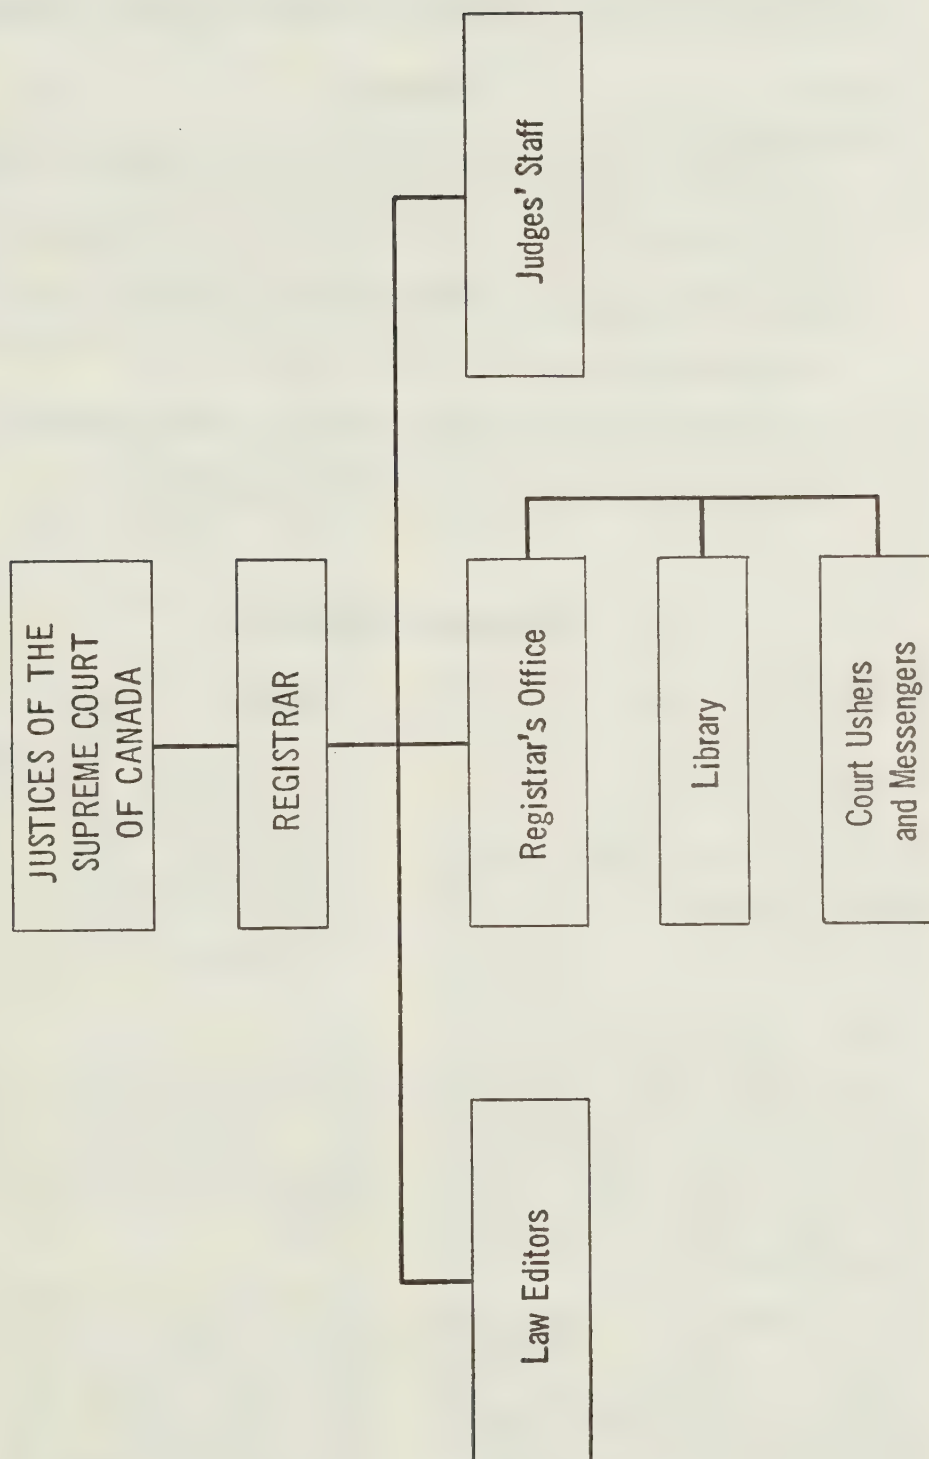 JUSTICES OF THE
SUPREME COURT
OF CANADA
REGISTRAR
Law Editors
Registrar's Office
Judges' Staff
Library
Court Ushers
and Messengers